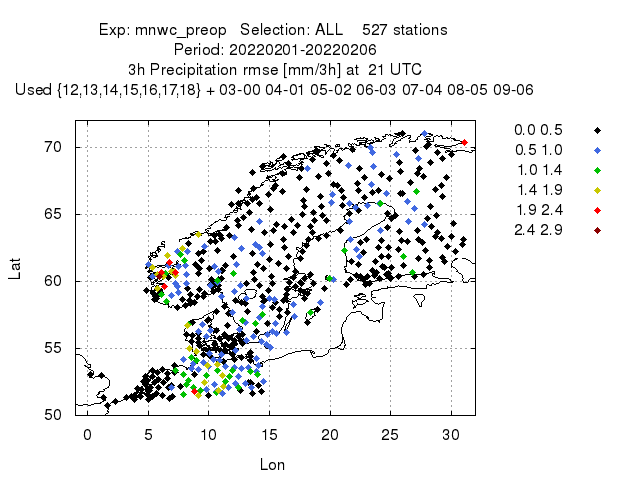 Exp: mnwc_preop Selection: ALL 527 stations
Period: 20220201-20220206
3h Precipitation rmse [mm/3h] at 21 UTC
Used {12,13,14,15,16,17,18} + 03-00 04-01 05-02 06-03 07-04 08-05 09-06
0.0 0.5
0.5 1.0
1.0 1.4
1.4 1.9
1.9 2.4
2.4 2.9
70
65
60
55
50
Lat
0 5 10 15 20 25 30
Lon